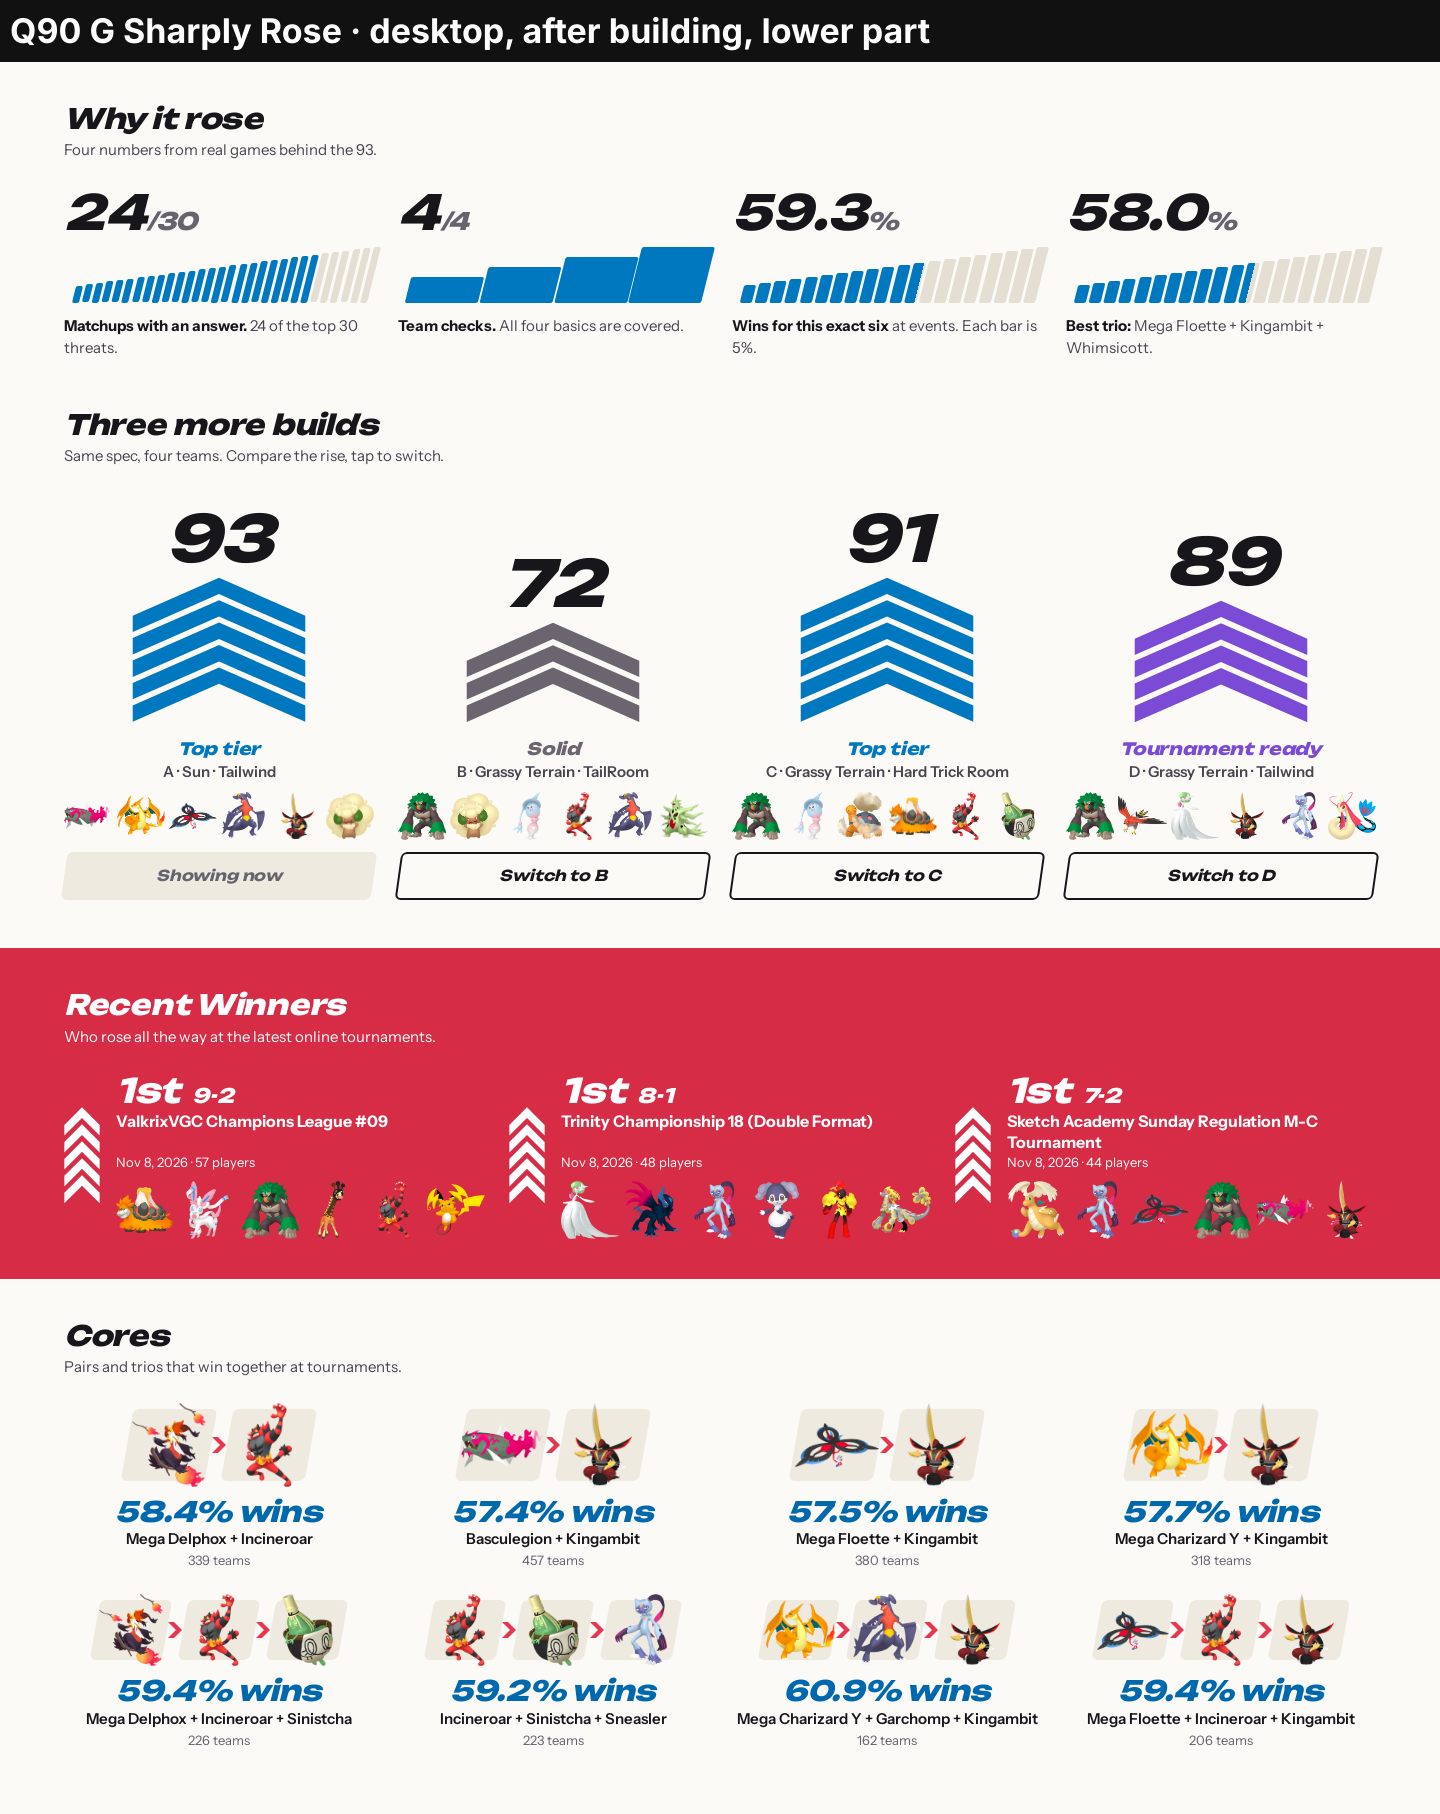 Q90 G Sharply Rose · desktop, after building, lower part
Why it rose
Four numbers from real games behind the 93.
24/30
4/4
59.3%
58.0%
Matchups with an answer. 24 of the top 30
threats.
Team checks. All four basics are covered.
Wins for this exact six at events. Each bar is
5%.
Best trio: Mega Floette + Kingambit +
Whimsicott.
Three more builds
Same spec, four teams. Compare the rise, tap to switch.
93
72
91
89
Top tier
Solid
Top tier
Tournament ready
A · Sun · Tailwind
B · Grassy Terrain · TailRoom
C · Grassy Terrain · Hard Trick Room
D · Grassy Terrain · Tailwind
Showing now
Switch to B
Switch to C
Switch to D
Recent Winners
Who rose all the way at the latest online tournaments.
1st 9-2
ValkrixVGC Champions League #09
Nov 8, 2026 · 57 players
1st 8-1
Trinity Championship 18 (Double Format)
Nov 8, 2026 · 48 players
1st 7-2
Sketch Academy Sunday Regulation M-C
Tournament
Nov 8, 2026 · 44 players
Cores
Pairs and trios that win together at tournaments.
58.4% wins
Mega Delphox + Incineroar
339 teams
57.4% wins
Basculegion + Kingambit
457 teams
57.5% wins
Mega Floette + Kingambit
380 teams
57.7% wins
Mega Charizard Y + Kingambit
318 teams
59.4% wins
Mega Delphox + Incineroar + Sinistcha
226 teams
59.2% wins
Incineroar + Sinistcha + Sneasler
223 teams
60.9% wins
Mega Charizard Y + Garchomp + Kingambit
162 teams
59.4% wins
Mega Floette + Incineroar + Kingambit
206 teams